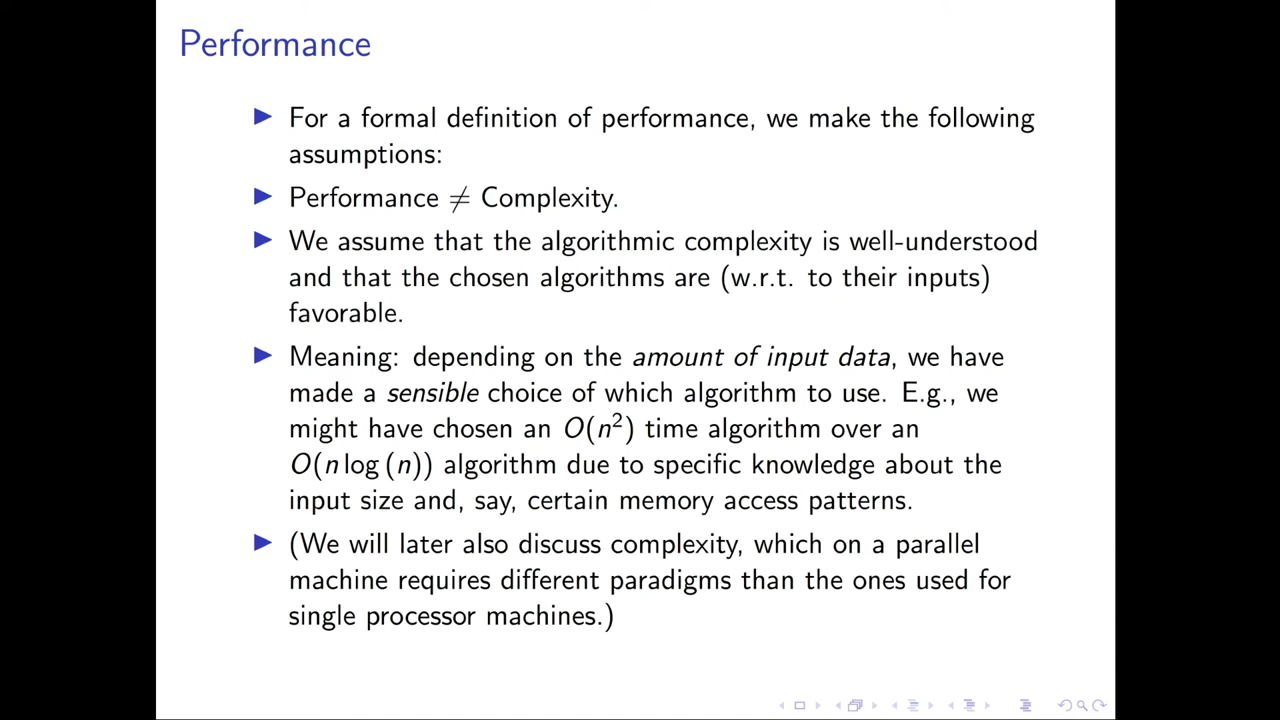 Performance
▶ For a formal definition of performance, we make the following
assumptions:
▶ Performance ≠ Complexity.
▶ We assume that the algorithmic complexity is well-understood
and that the chosen algorithms are (w.r.t. to their inputs)
favorable.
▶ Meaning: depending on the amount of input data, we have
made a sensible choice of which algorithm to use. E.g., we
might have chosen an O(n²) time algorithm over an
O(n log (n)) algorithm due to specific knowledge about the
input size and, say, certain memory access patterns.
▶ (We will later also discuss complexity, which on a parallel
machine requires different paradigms than the ones used for
single processor machines.)